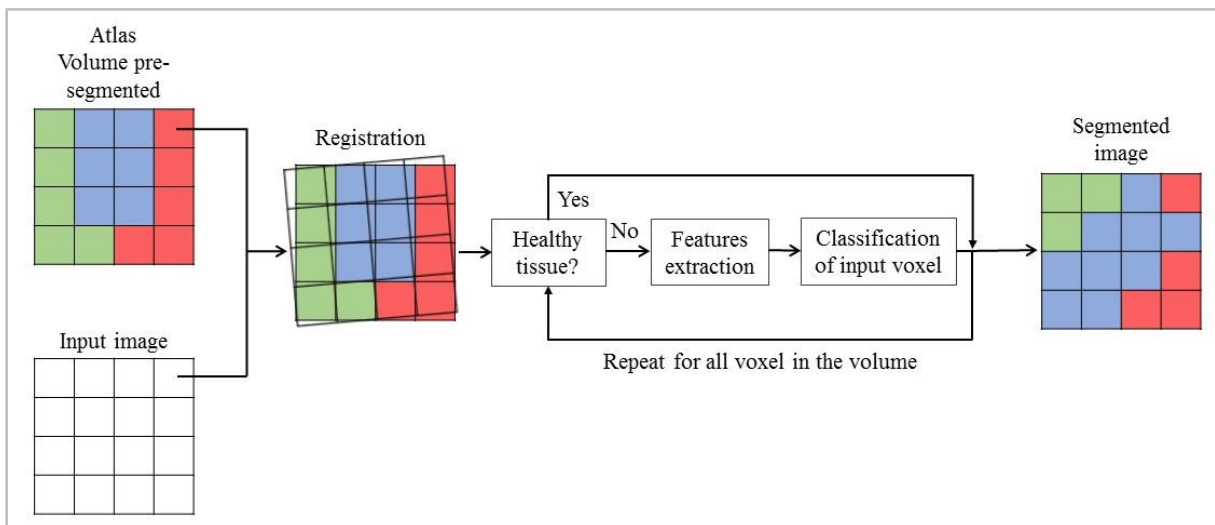 Atlas
Volume pre-
segmented
Registration
Segmented
image
Yes
Healthy
tissue?
No
Features
extraction
Classification
of input voxel
Input image
Repeat for all voxel in the volume